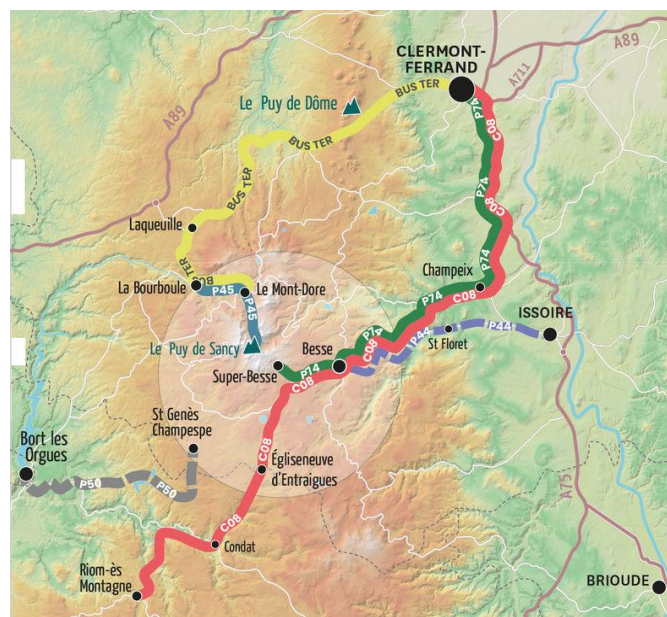 CLERMONT-
FERRAND
A89
A711
BUS TER
P74
C08
Le Puy de Dôme
A89
BUS TER
P74
C08
BUS TER
Laqueuille
BUS TER
P74
Champeix
La Bourboule
P45
Le Mont-Dore
P45
P74
C08
ISSOIRE
P44
P44
St Floret
P74
C08
Le Puy de Sancy
Besse
Super-Besse
P74
C08
St Genès
Champespe
Bort les
Orgues
C08
Égliseneuve
d'Entraigues
P50
P50
A75
C08
Condat
Riom-ès
Montagne
BRIOUDE